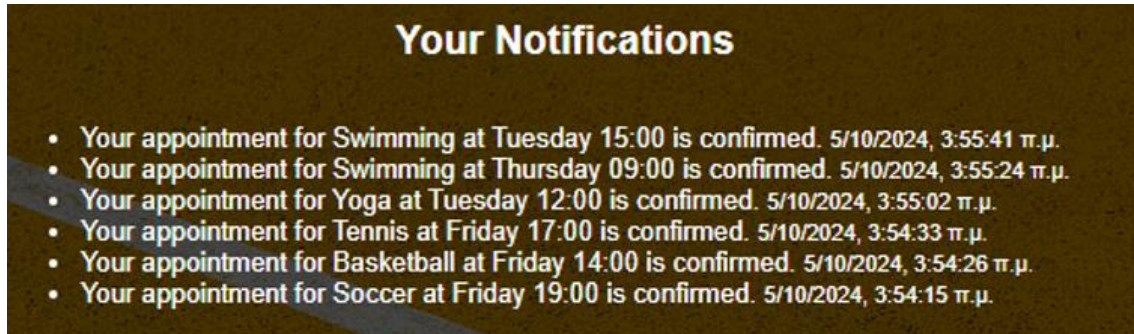 Your Notifications
• Your appointment for Swimming at Tuesday 15:00 is confirmed. 5/10/2024, 3:55:41 π.μ.
• Your appointment for Swimming at Thursday 09:00 is confirmed. 5/10/2024, 3:55:24 π.μ.
• Your appointment for Yoga at Tuesday 12:00 is confirmed. 5/10/2024, 3:55:02 π.μ.
• Your appointment for Tennis at Friday 17:00 is confirmed. 5/10/2024, 3:54:33 π.μ.
• Your appointment for Basketball at Friday 14:00 is confirmed. 5/10/2024, 3:54:26 π.μ.
• Your appointment for Soccer at Friday 19:00 is confirmed. 5/10/2024, 3:54:15 π.μ.